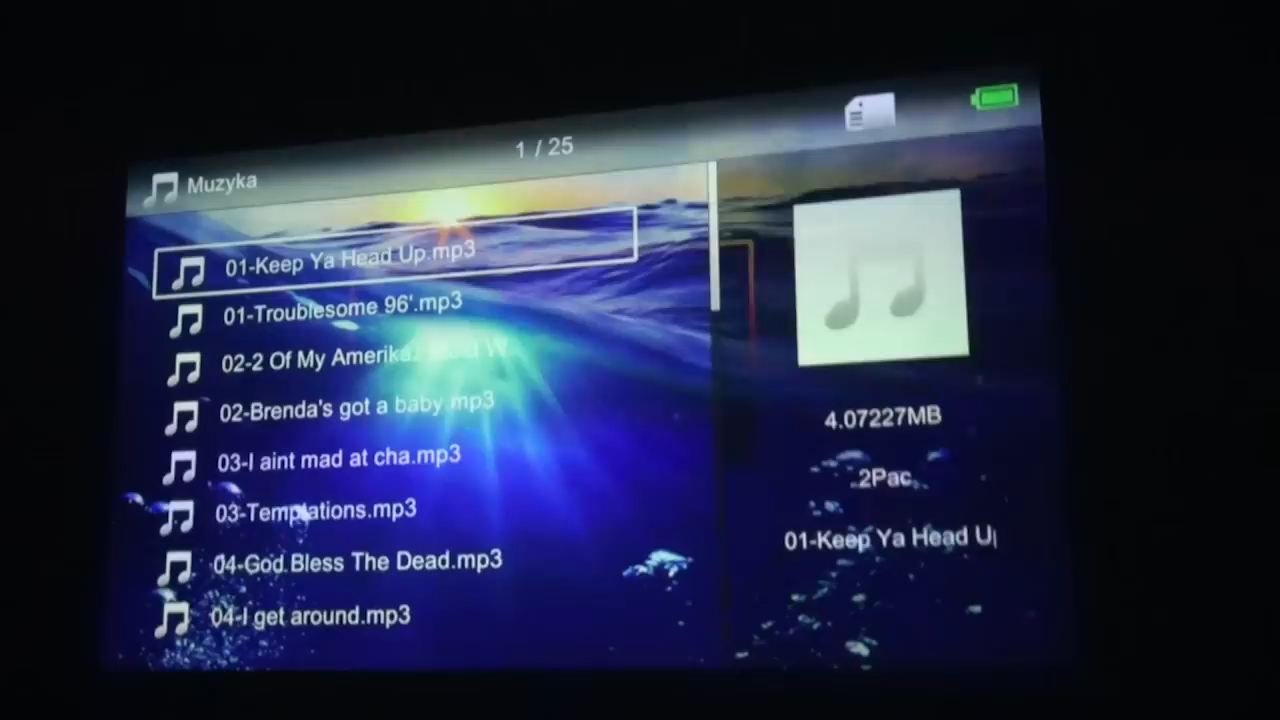 1 / 25
Muzyka
01-Keep Ya Head Up.mp3
01-Troublesome 96'.mp3
02-2 Of My Amerika
02-Brenda's got a baby.mp3
03-I aint mad at cha.mp3
03-Temptations.mp3
04-God Bless The Dead.mp3
04-I get around.mp3
4.07227MB
2Pac
01-Keep Ya Head U